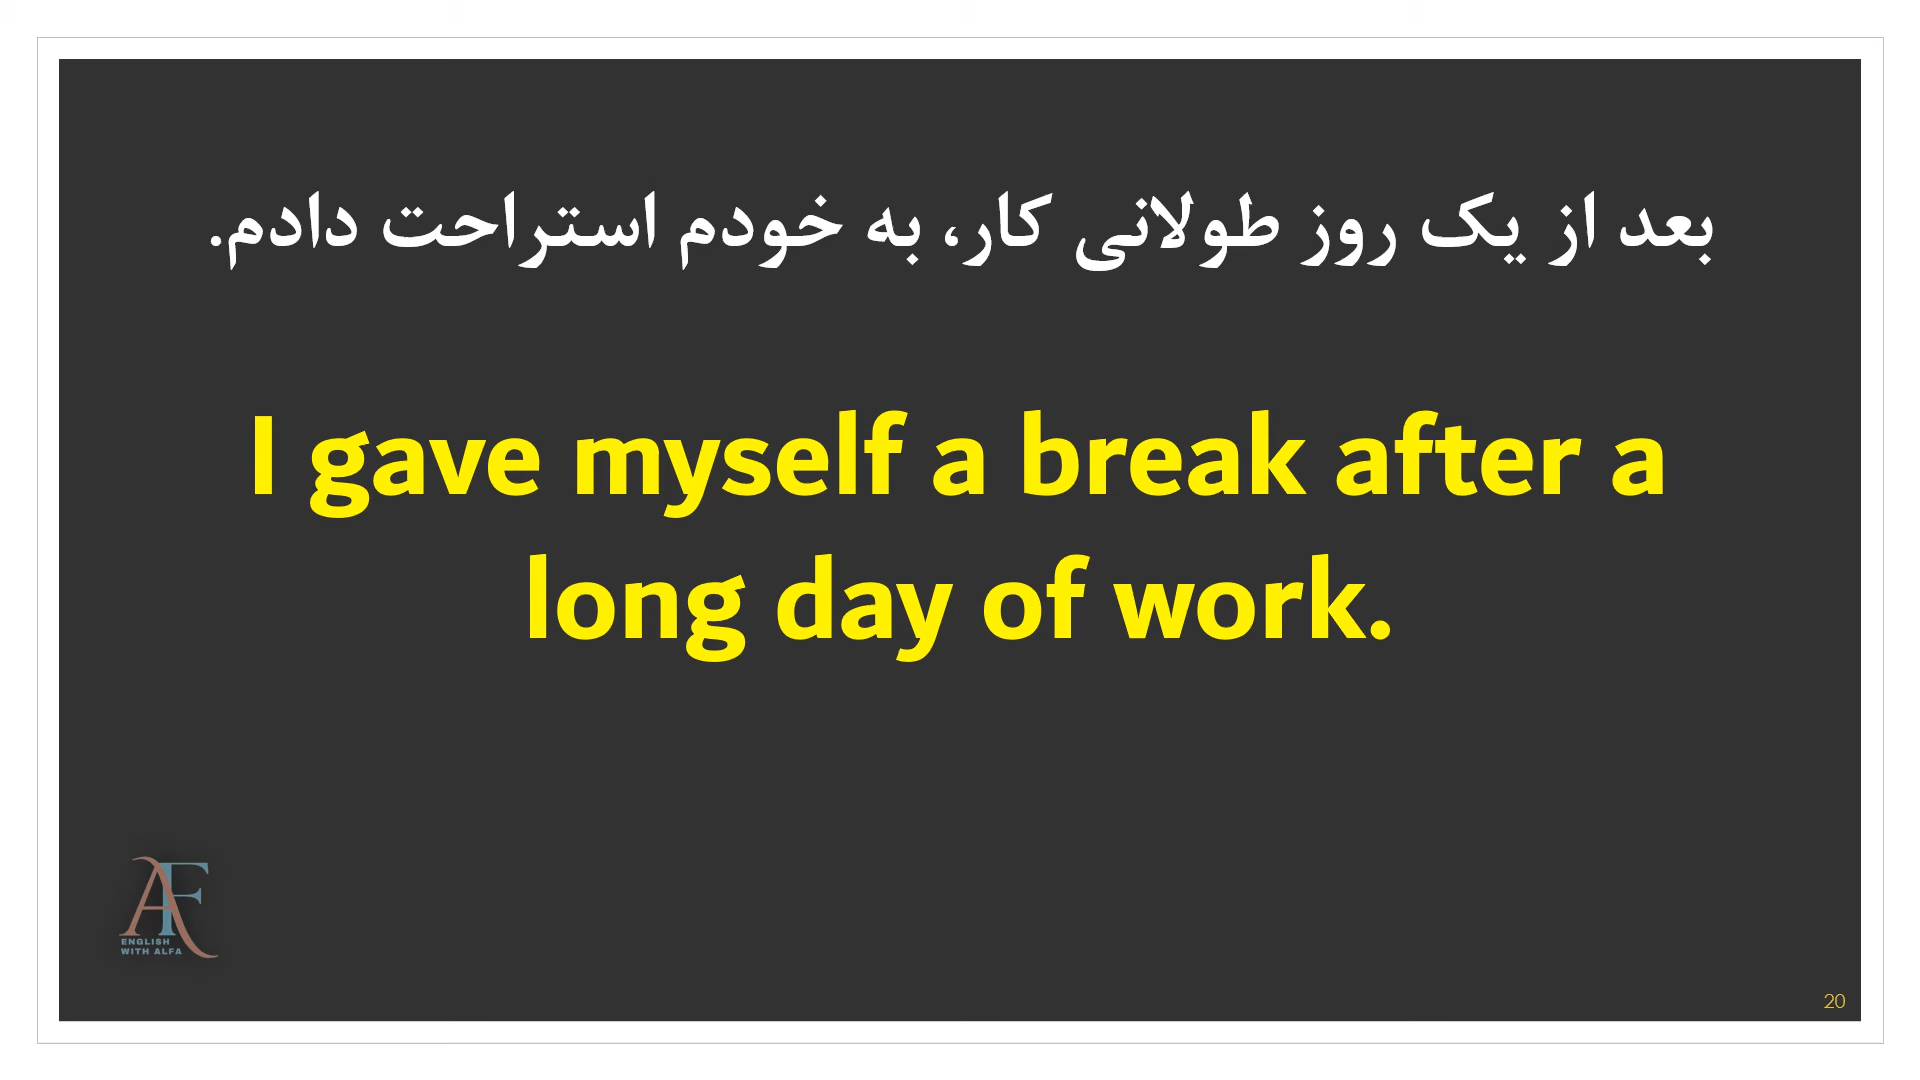 بعد از یک روز طولانی کار، به خودم استراحت دادم.
I gave myself a break after a
long day of work.
AF
ENGLISH
WITH ALFA
20